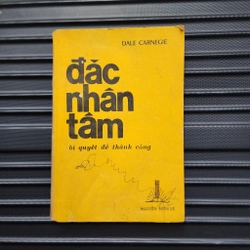 DALE CARNEGIE
đắc
nhân
tâm
bí quyết để thành công